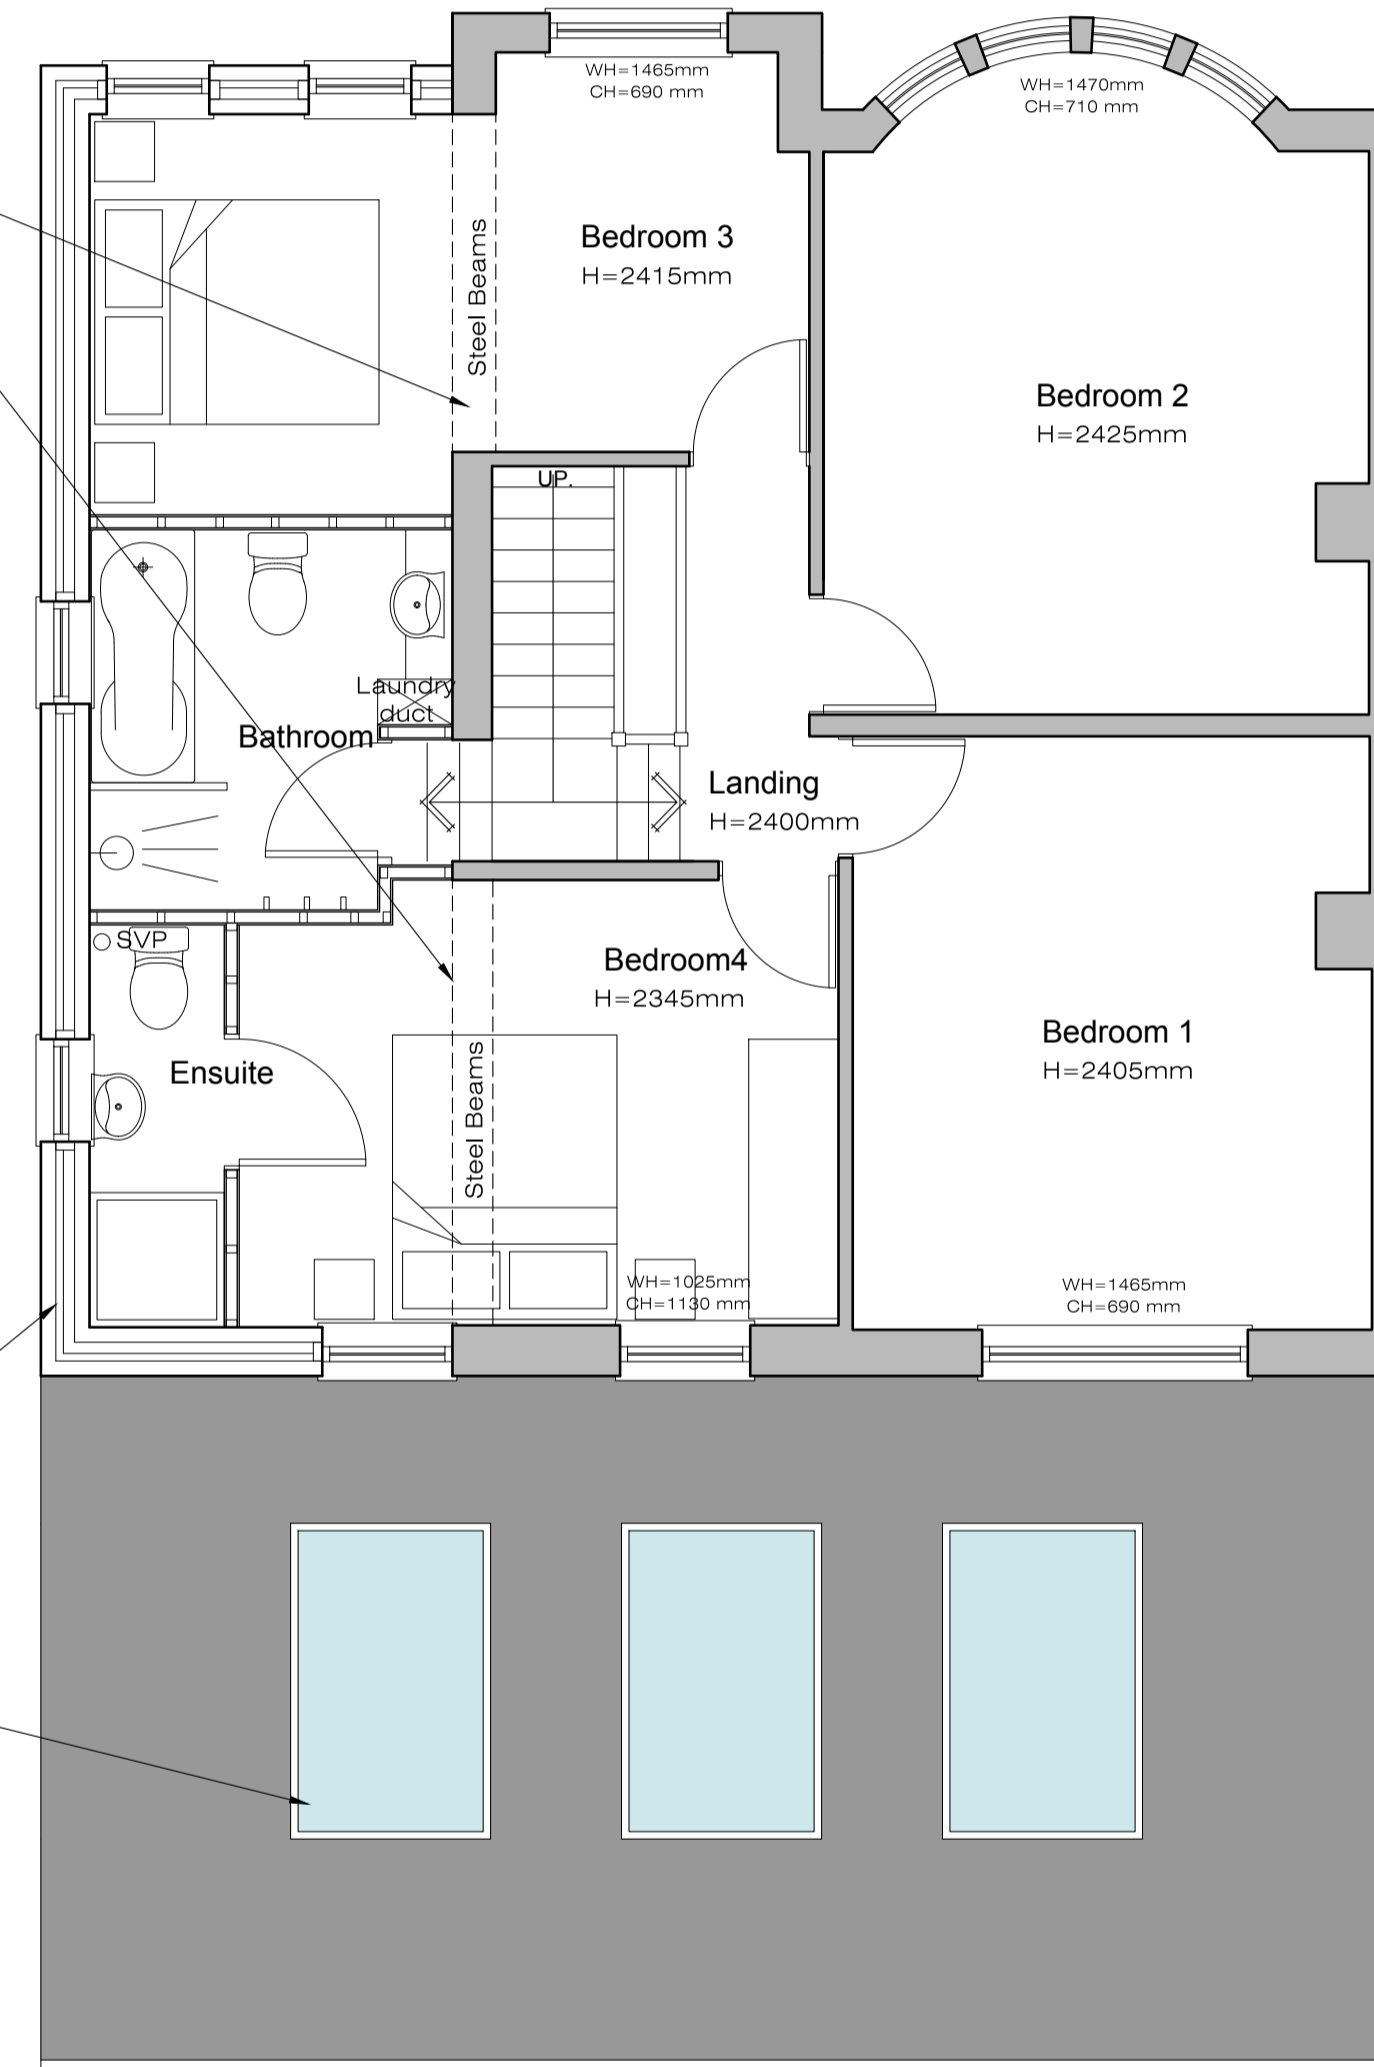 WH=1465mm
CH=690 mm
WH=1470mm
CH=710 mm
Bedroom 3
H=2415mm
Steel Beams
Bedroom 2
H=2425mm
UP.
Laundry
duct
Bathroom
Landing
H=2400mm
SVP
Bedroom4
H=2345mm
Bedroom 1
H=2405mm
Ensuite
Steel Beams
WH=1025mm
CH=1130 mm
WH=1465mm
CH=690 mm